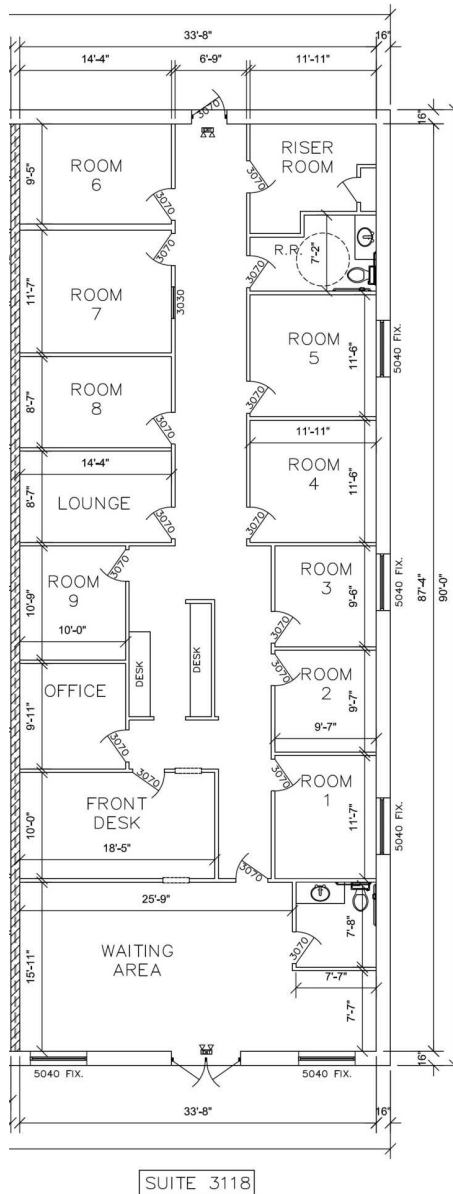 33'-8"
16"
14'-4"
6'-9"
11'-11"
16"
3070
9'-5"
ROOM
6
3070
3070
RISER
ROOM
3070
11'-7"
ROOM
7
3030
3070
R.R.
7'-2"
8'-7"
ROOM
8
3070
3070
ROOM
5
11'-6"
5040 FIX.
14'-4"
11'-11"
8'-7"
LOUNGE
3070
3070
ROOM
4
11'-6"
10'-9"
ROOM
9
3070
10'-0"
ROOM
3
9'-6"
5040 FIX.
87'-4"
90'-0"
3070
DESK
DESK
9'-11"
OFFICE
3070
3070
ROOM
2
9'-7"
9'-7"
3070
3070
10'-0"
FRONT
DESK
18'-5"
ROOM
1
11'-7"
5040 FIX.
3070
25'-9"
15'-11"
WAITING
AREA
3070
7'-8"
7'-7"
7'-7"
5040 FIX.
5040 FIX.
16"
33'-8"
16"
SUITE 3118